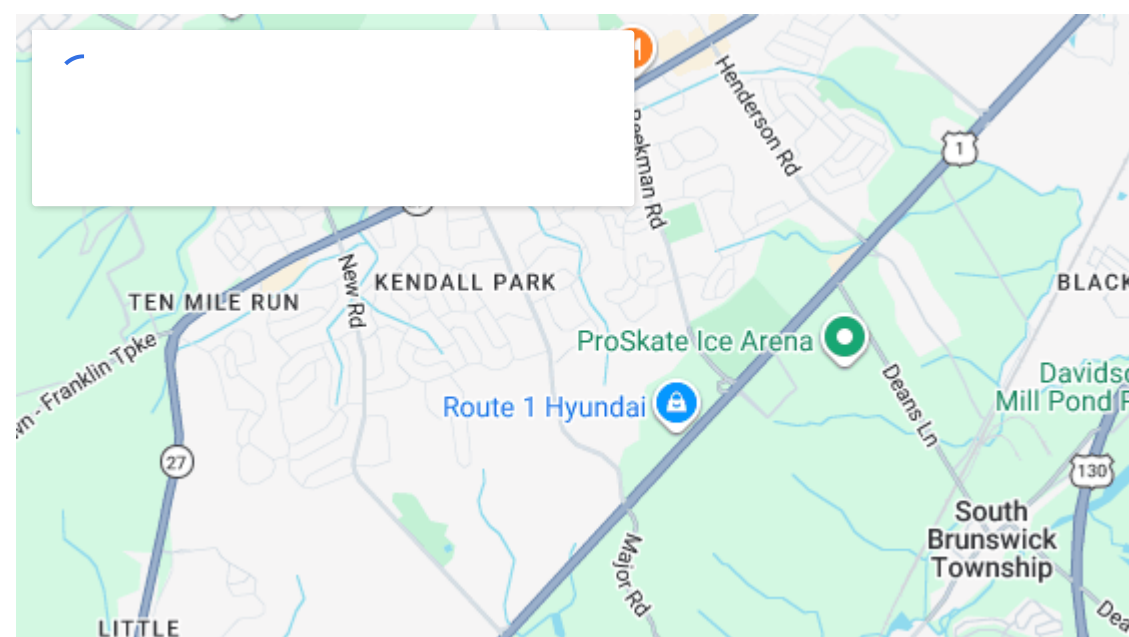 Henderson Rd
1
Beekman Rd
New Rd
KENDALL PARK
TEN MILE RUN
BLACK
ProSkate Ice Arena
Franklin Tpke
Deans Ln
Mill Pond
Route 1 Hyundai
27
130
South
Brunswick
Township
Major Rd
LITTLE